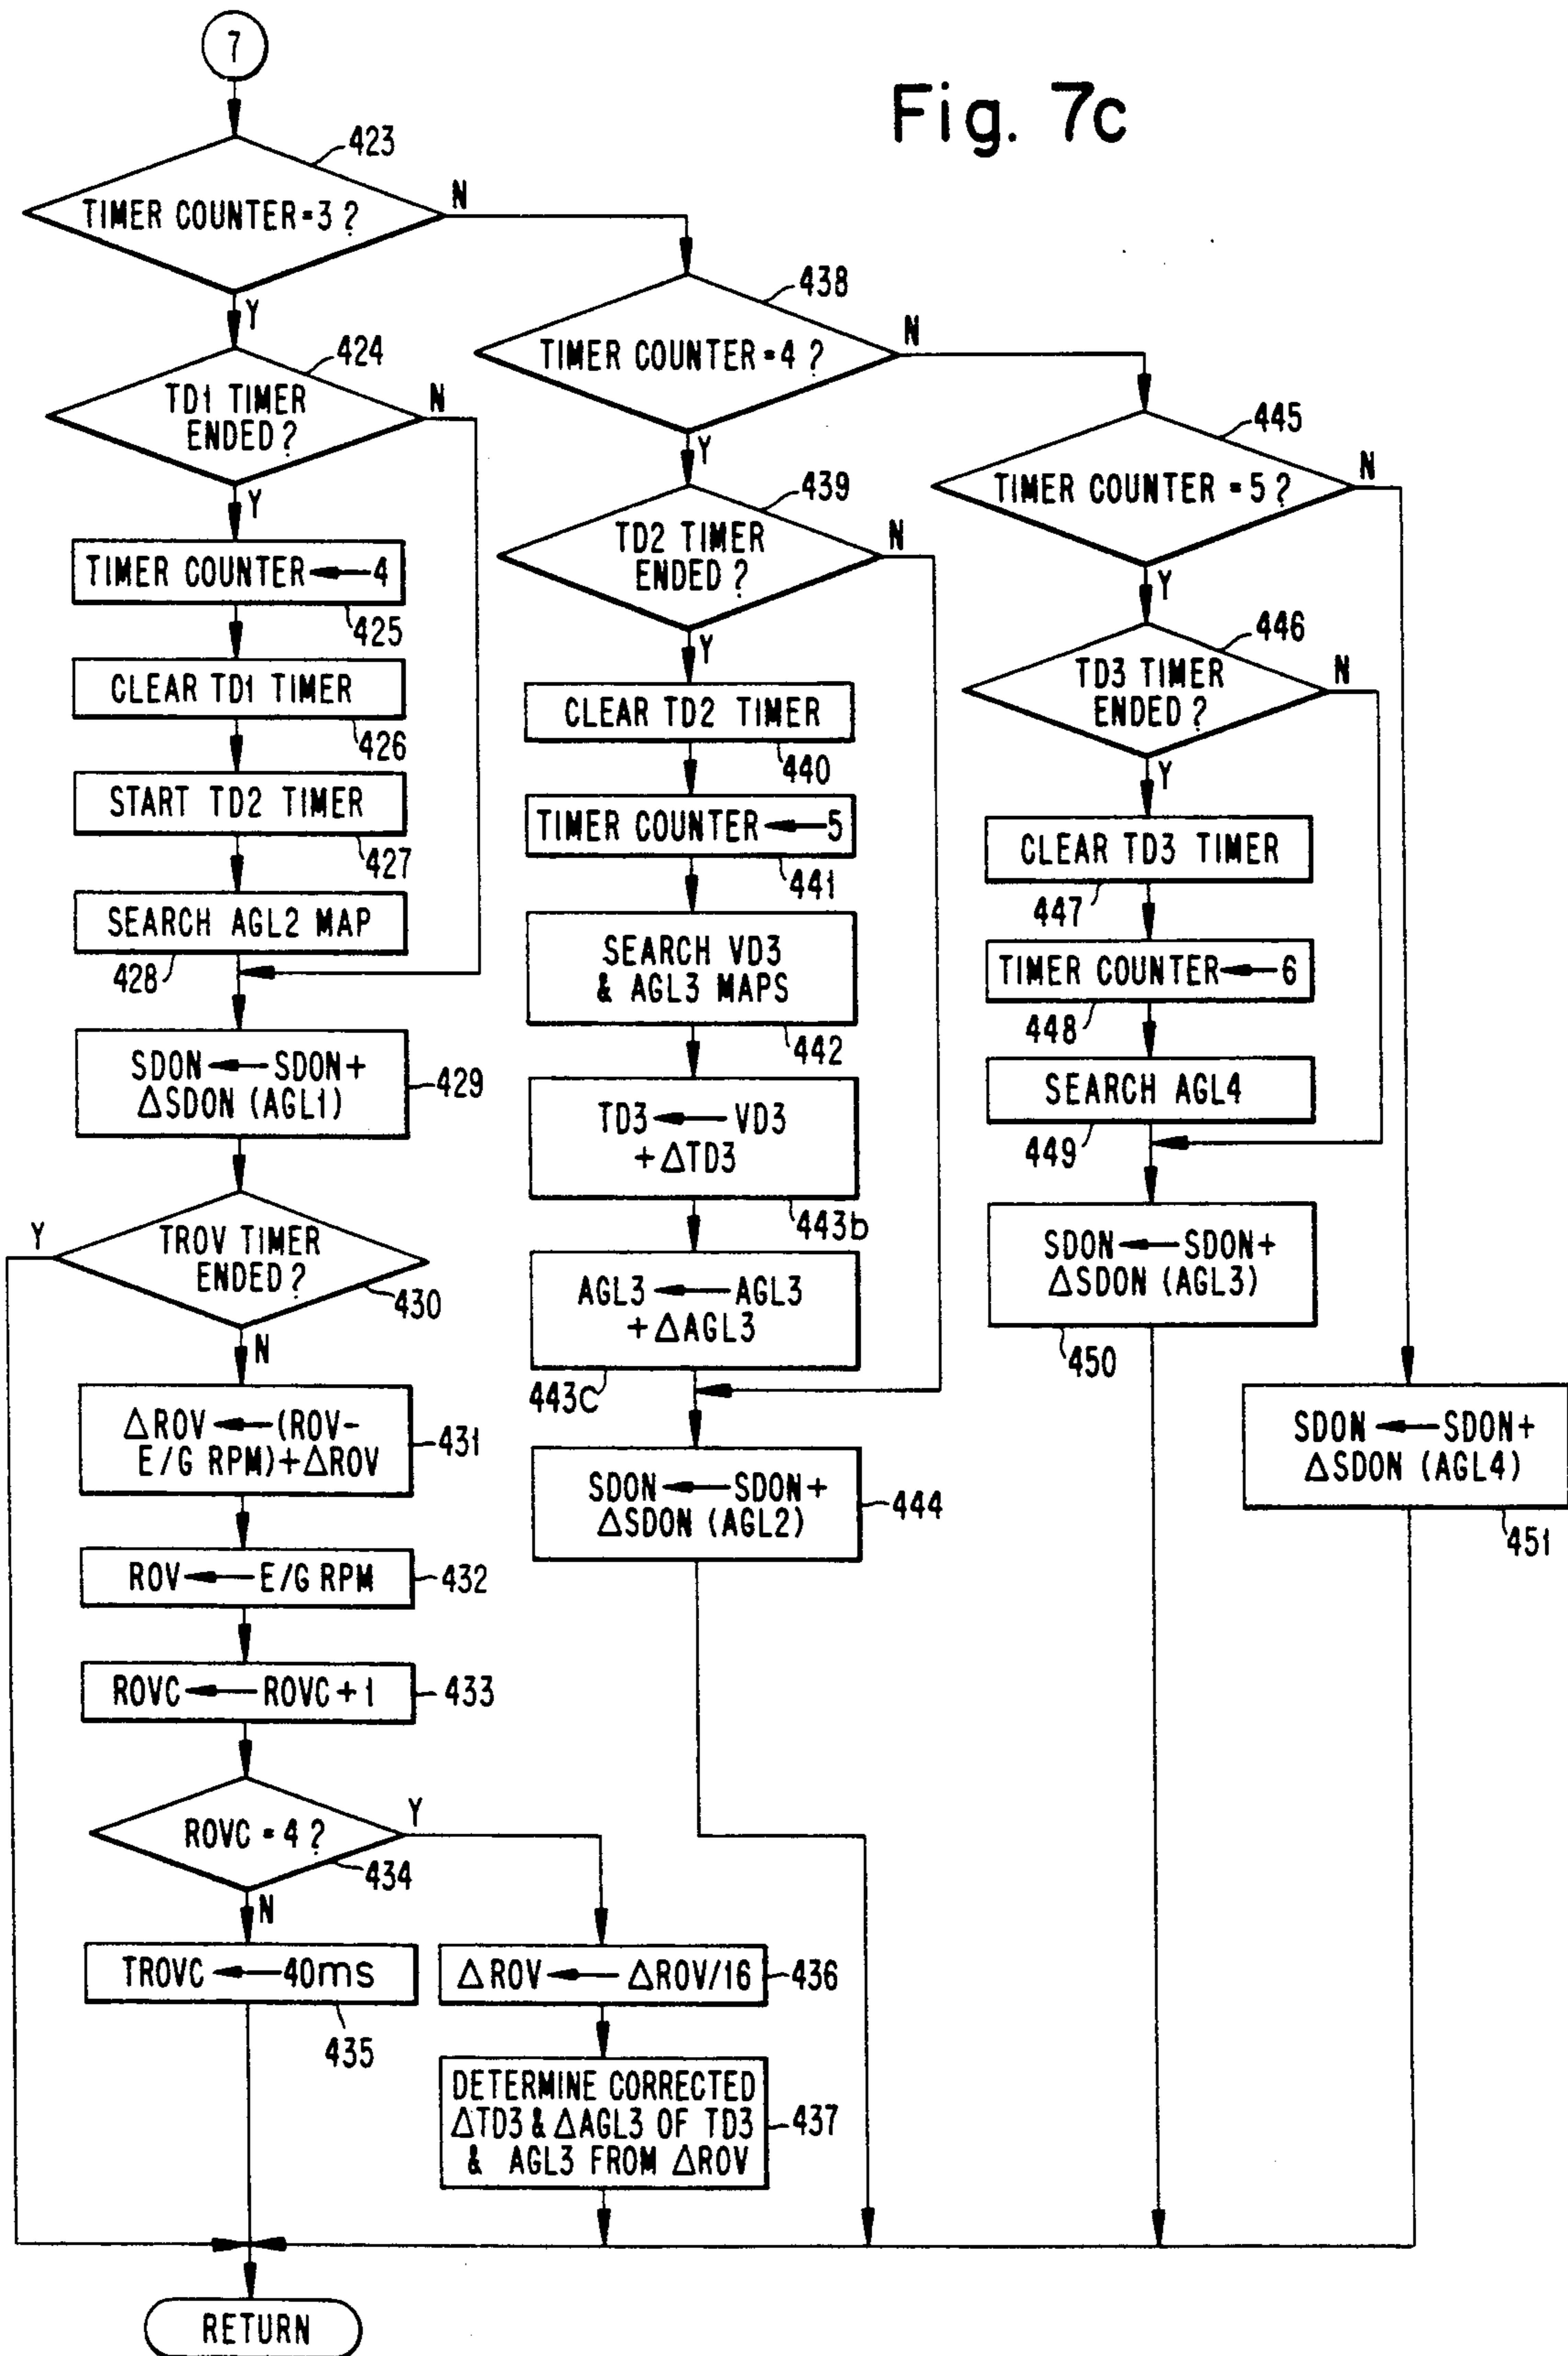 7
Fig. 7c
423
TIMER COUNTER=3?
N
Y
424
TD1 TIMER
ENDED?
N
Y
TIMER COUNTER←4
425
CLEAR TD1 TIMER
426
START TD2 TIMER
427
SEARCH AGL2 MAP
428
SDON←SDON+
ΔSDON (AGL1)
429
TROV TIMER
ENDED?
Y
430
N
ΔROV←(ROV-
E/G RPM)+ΔROV
431
ROV←E/G RPM
432
ROVC←ROVC+1
433
ROVC=4?
Y
434
N
TROVC←40ms
435
ΔROV←ΔROV/16
436
DETERMINE CORRECTED
ΔTD3 & ΔAGL3 OF TD3
& AGL3 FROM ΔROV
437
438
TIMER COUNTER=4?
N
Y
439
TD2 TIMER
ENDED?
N
Y
CLEAR TD2 TIMER
440
TIMER COUNTER←5
441
SEARCH VD3
& AGL3 MAPS
442
TD3←VD3
+ΔTD3
443b
AGL3←AGL3
+ΔAGL3
443c
SDON←SDON+
ΔSDON (AGL2)
444
445
TIMER COUNTER=5?
N
Y
446
TD3 TIMER
ENDED?
N
Y
CLEAR TD3 TIMER
447
TIMER COUNTER←6
448
SEARCH AGL4
449
SDON←SDON+
ΔSDON (AGL3)
450
SDON←SDON+
ΔSDON (AGL4)
451
RETURN